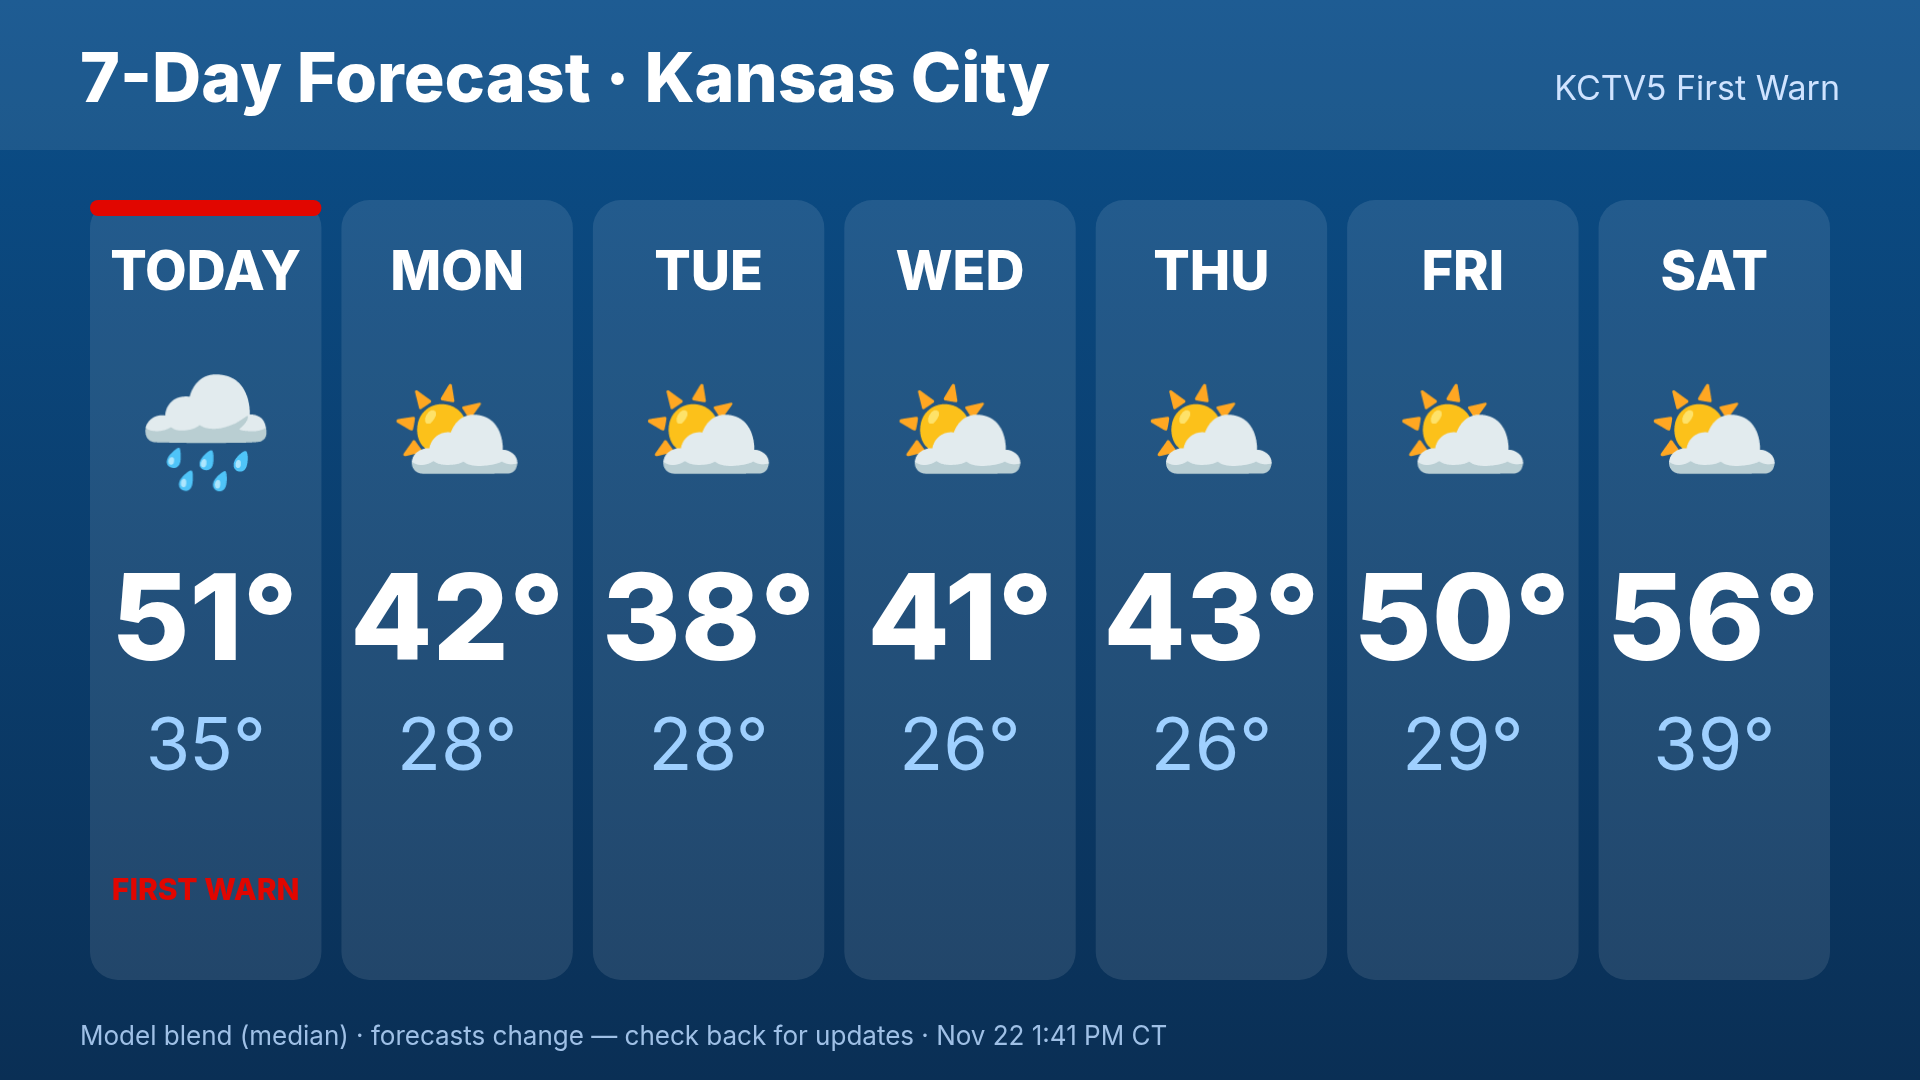 7-Day Forecast · Kansas City
KCTV5 First Warn
TODAY
51°
35°
FIRST WARN
MON
42°
28°
TUE
38°
28°
WED
41°
26°
THU
43°
26°
FRI
50°
29°
SAT
56°
39°
Model blend (median) · forecasts change — check back for updates · Nov 22 1:41 PM CT